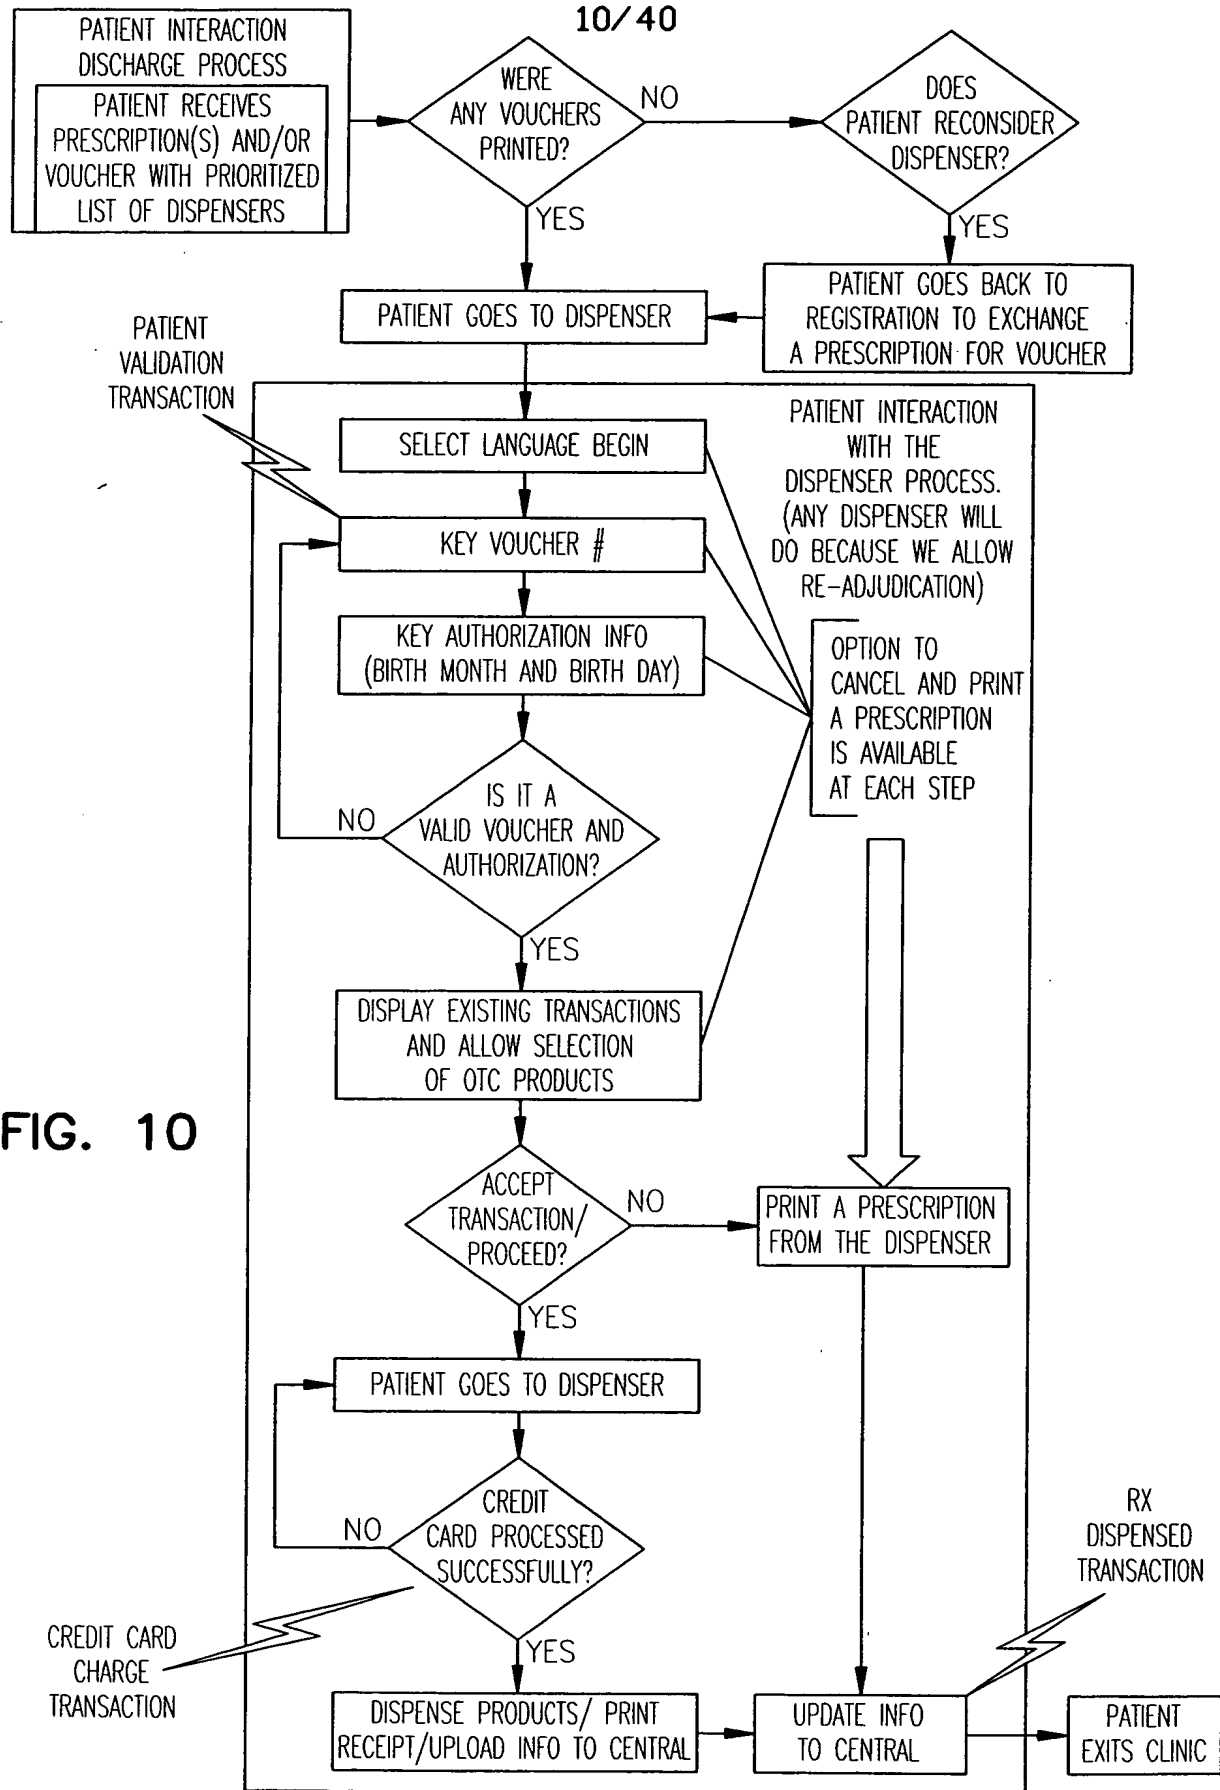 10/40
PATIENT INTERACTION
DISCHARGE PROCESS
PATIENT RECEIVES
PRESCRIPTION(S) AND/OR
VOUCHER WITH PRIORITIZED
LIST OF DISPENSERS
WERE
ANY VOUCHERS
PRINTED?
NO
DOES
PATIENT RECONSIDER
DISPENSER?
YES
YES
PATIENT GOES TO DISPENSER
PATIENT GOES BACK TO
REGISTRATION TO EXCHANGE
A PRESCRIPTION FOR VOUCHER
PATIENT
VALIDATION
TRANSACTION
SELECT LANGUAGE BEGIN
PATIENT INTERACTION
WITH THE
DISPENSER PROCESS.
(ANY DISPENSER WILL
DO BECAUSE WE ALLOW
RE-ADJUDICATION)
KEY VOUCHER #
KEY AUTHORIZATION INFO
(BIRTH MONTH AND BIRTH DAY)
OPTION TO
CANCEL AND PRINT
A PRESCRIPTION
IS AVAILABLE
AT EACH STEP
IS IT A
VALID VOUCHER AND
AUTHORIZATION?
NO
YES
DISPLAY EXISTING TRANSACTIONS
AND ALLOW SELECTION
OF OTC PRODUCTS
FIG. 10
ACCEPT
TRANSACTION/
PROCEED?
NO
PRINT A PRESCRIPTION
FROM THE DISPENSER
YES
PATIENT GOES TO DISPENSER
CREDIT
CARD PROCESSED
SUCCESSFULLY?
NO
RX
DISPENSED
TRANSACTION
CREDIT CARD
CHARGE
TRANSACTION
YES
DISPENSE PRODUCTS/ PRINT
RECEIPT/UPLOAD INFO TO CENTRAL
UPDATE INFO
TO CENTRAL
PATIENT
EXITS CLINIC